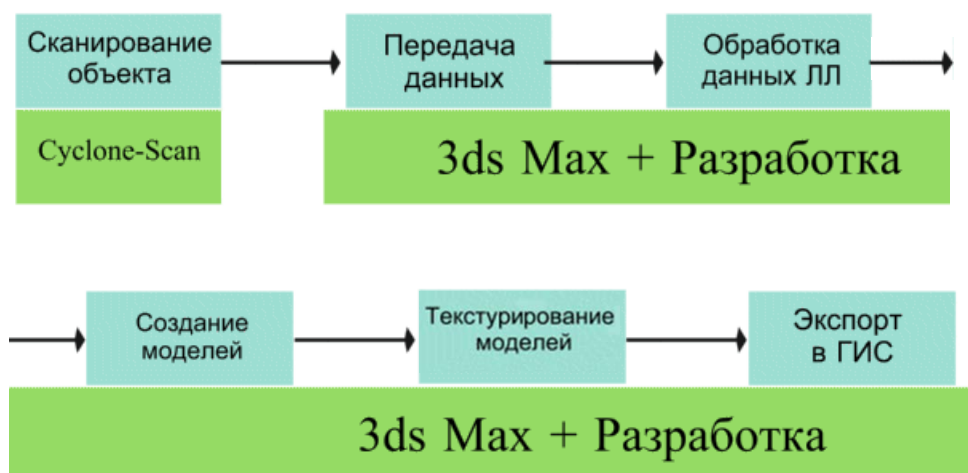 Сканирование
объекта
Передача
данных
Обработка
данных ЛЛ
Cyclone-Scan
3ds Max + Разработка
Создание
моделей
Текстурирование
моделей
Экспорт
в ГИС
3ds Max + Разработка